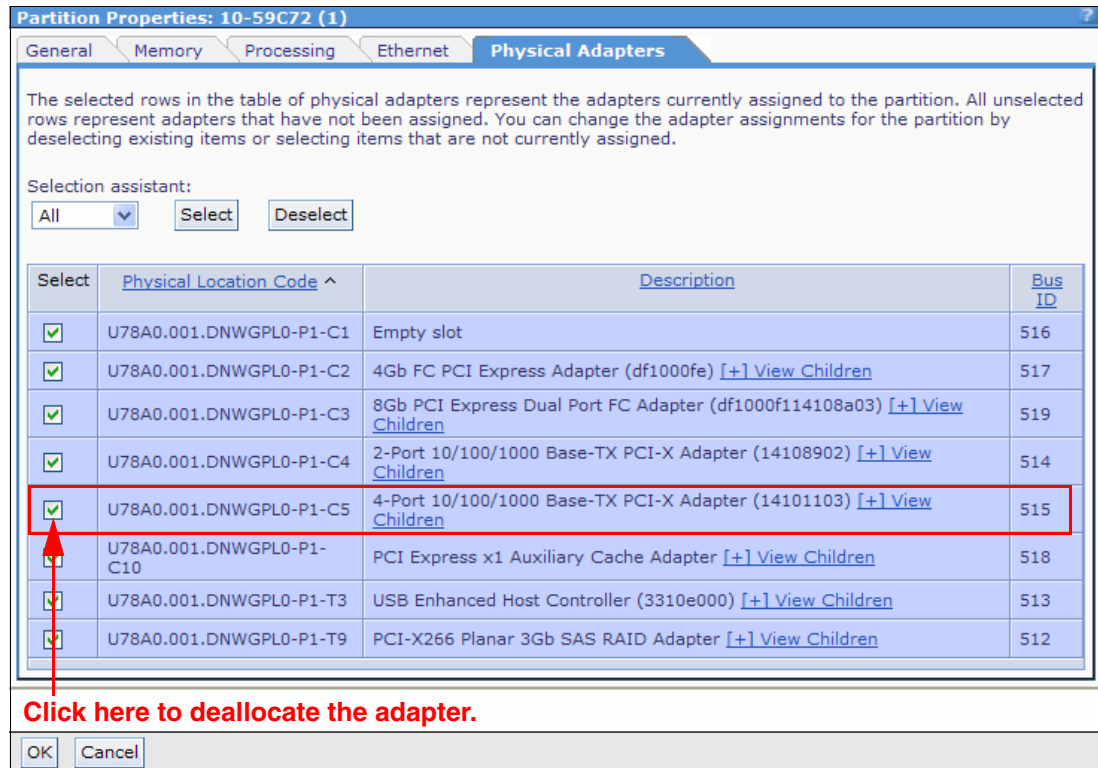 Partition Properties: 10-59C72 (1) ?
General Memory Processing Ethernet Physical Adapters
The selected rows in the table of physical adapters represent the adapters currently assigned to the partition. All unselected
rows represent adapters that have not been assigned. You can change the adapter assignments for the partition by
deselecting existing items or selecting items that are not currently assigned.
Selection assistant:
All Select Deselect
Select Physical Location Code ^ Description Bus
ID
U78A0.001.DNWGPL0-P1-C1 Empty slot 516
U78A0.001.DNWGPL0-P1-C2 4Gb FC PCI Express Adapter (df1000fe) [+] View Children 517
U78A0.001.DNWGPL0-P1-C3 8Gb PCI Express Dual Port FC Adapter (df1000f114108a03) [+] View
Children 519
U78A0.001.DNWGPL0-P1-C4 2-Port 10/100/1000 Base-TX PCI-X Adapter (14108902) [+] View
Children 514
U78A0.001.DNWGPL0-P1-C5 4-Port 10/100/1000 Base-TX PCI-X Adapter (14101103) [+] View
Children 515
U78A0.001.DNWGPL0-P1-
C10 PCI Express x1 Auxiliary Cache Adapter [+] View Children 518
U78A0.001.DNWGPL0-P1-T3 USB Enhanced Host Controller (3310e000) [+] View Children 513
U78A0.001.DNWGPL0-P1-T9 PCI-X266 Planar 3Gb SAS RAID Adapter [+] View Children 512
Click here to deallocate the adapter.
OK Cancel